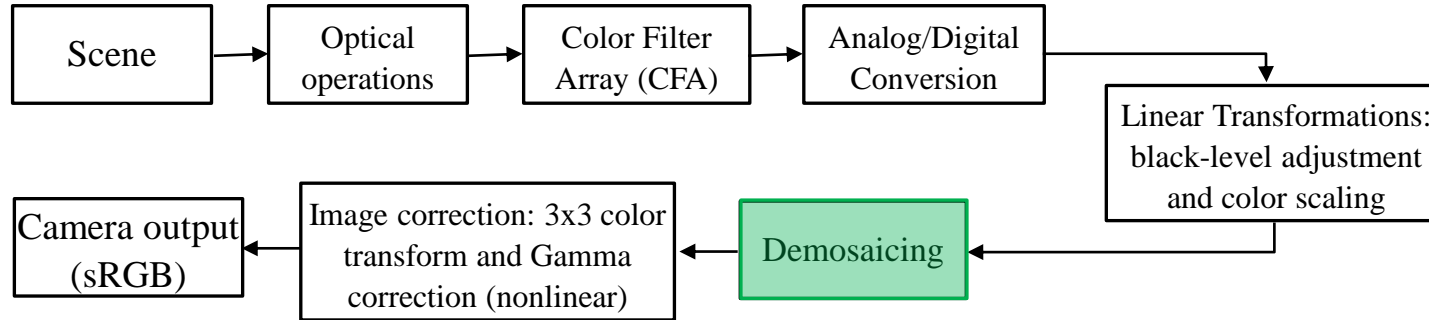 Scene
Optical
operations
Color Filter
Array (CFA)
Analog/Digital
Conversion
Linear Transformations:
black-level adjustment
and color scaling
Demosaicing
Image correction: 3x3 color
transform and Gamma
correction (nonlinear)
Camera output
(sRGB)